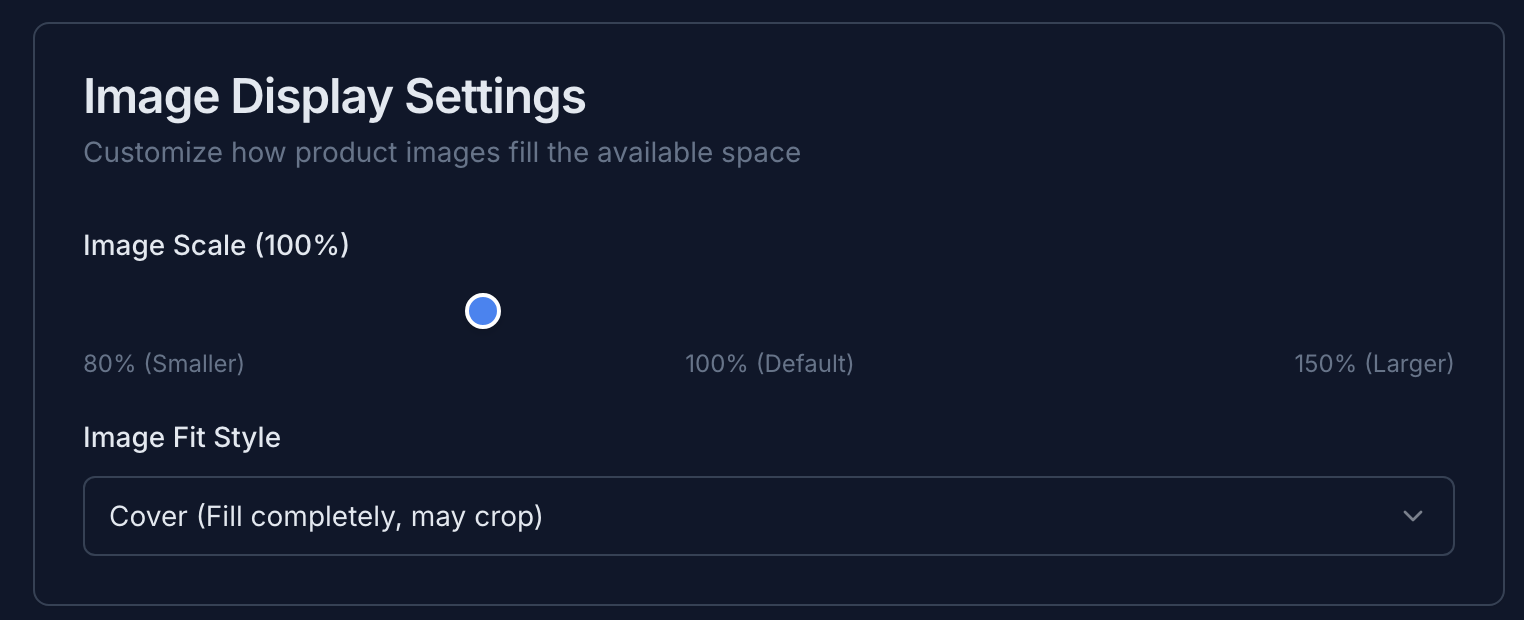 Image Display Settings
Customize how product images fill the available space
Image Scale (100%)
80% (Smaller) 100% (Default) 150% (Larger)
Image Fit Style
Cover (Fill completely, may crop)